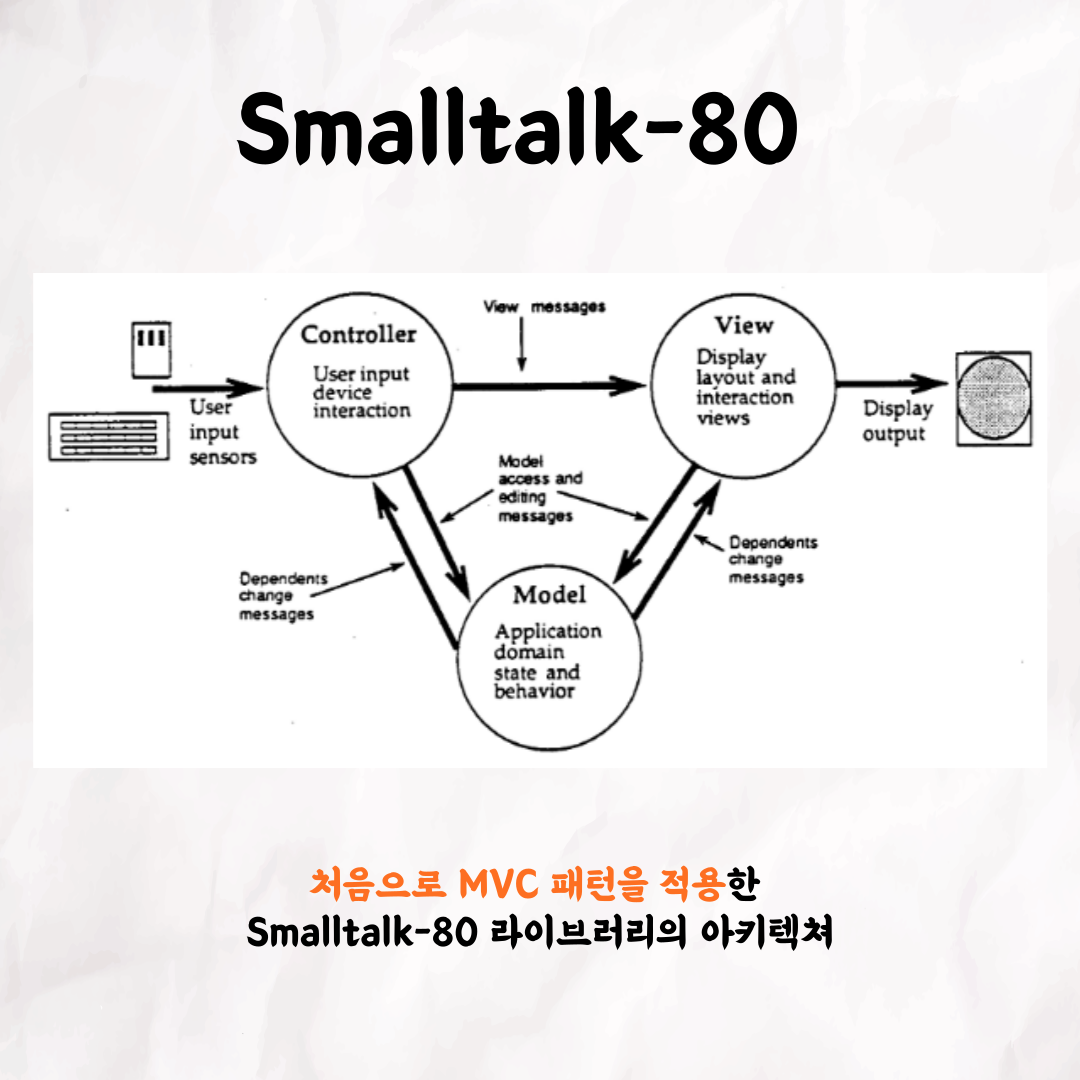 Smalltalk-80
View messages
Controller
User input
device
interaction
View
Display
layout and
interaction
views
User
input
sensors
Display
output
Model
access and
editing
messages
Dependents
change
messages
Dependents
change
messages
Model
Application
domain
state and
behavior
처음으로 MVC 패턴을 적용한
Smalltalk-80 라이브러리의 아키텍쳐